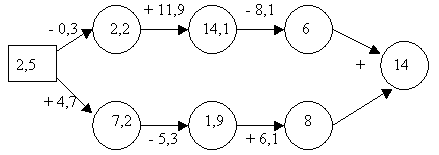 + 11,9 - 8,1
- 0,3 2,2 14,1 6
2,5 + 14
+ 4,7 7,2 1,9 8
- 5,3 + 6,1